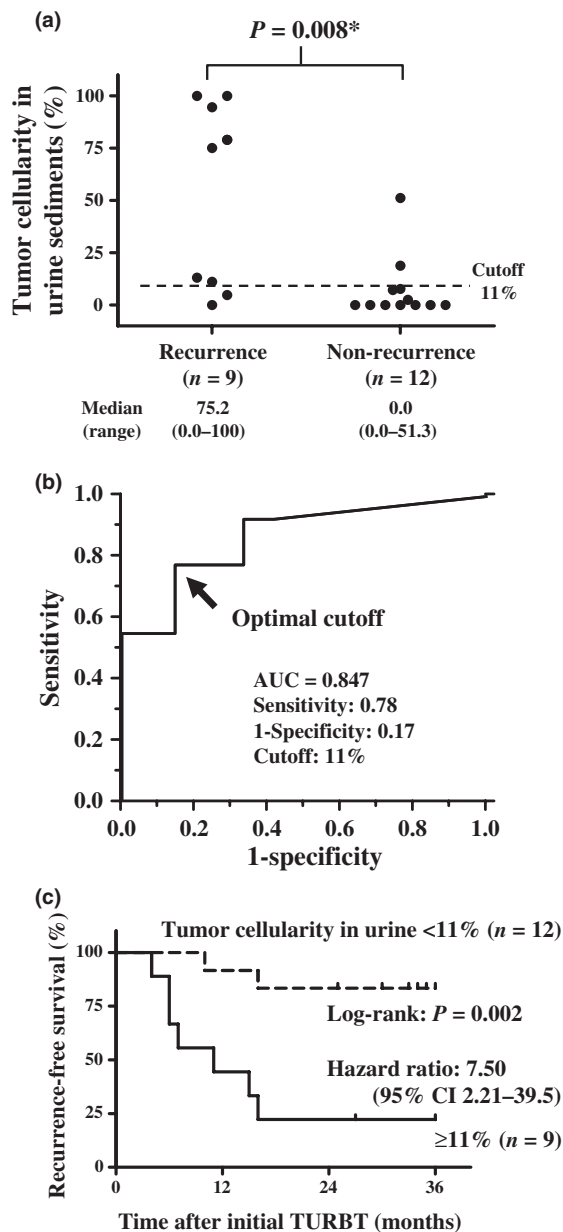 (a)
P = 0.008*
Tumor cellularity in
urine sediments (%)
100
75
50
25
0
Cutoff
11%
Recurrence
(n = 9)
Non-recurrence
(n = 12)
Median
(range)
75.2
(0.0–100)
0.0
(0.0–51.3)
(b)
Sensitivity
1.0
0.8
0.6
0.4
0.2
0.0
Optimal cutoff
AUC = 0.847
Sensitivity: 0.78
1-Specificity: 0.17
Cutoff: 11%
0.0 0.2 0.4 0.6 0.8 1.0
1-specificity
(c)
Recurrence-free survival (%)
100
75
50
25
0
Tumor cellularity in urine <11% (n = 12)
Log-rank: P = 0.002
Hazard ratio: 7.50
(95% CI 2.21–39.5)
≥11% (n = 9)
0 12 24 36
Time after initial TURBT (months)